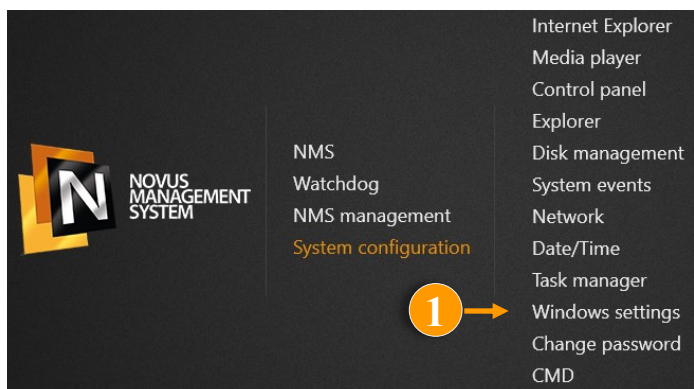 N
NOVUS
MANAGEMENT
SYSTEM
NMS
Watchdog
NMS management
System configuration
Internet Explorer
Media player
Control panel
Explorer
Disk management
System events
Network
Date/Time
Task manager
1
Windows settings
Change password
CMD